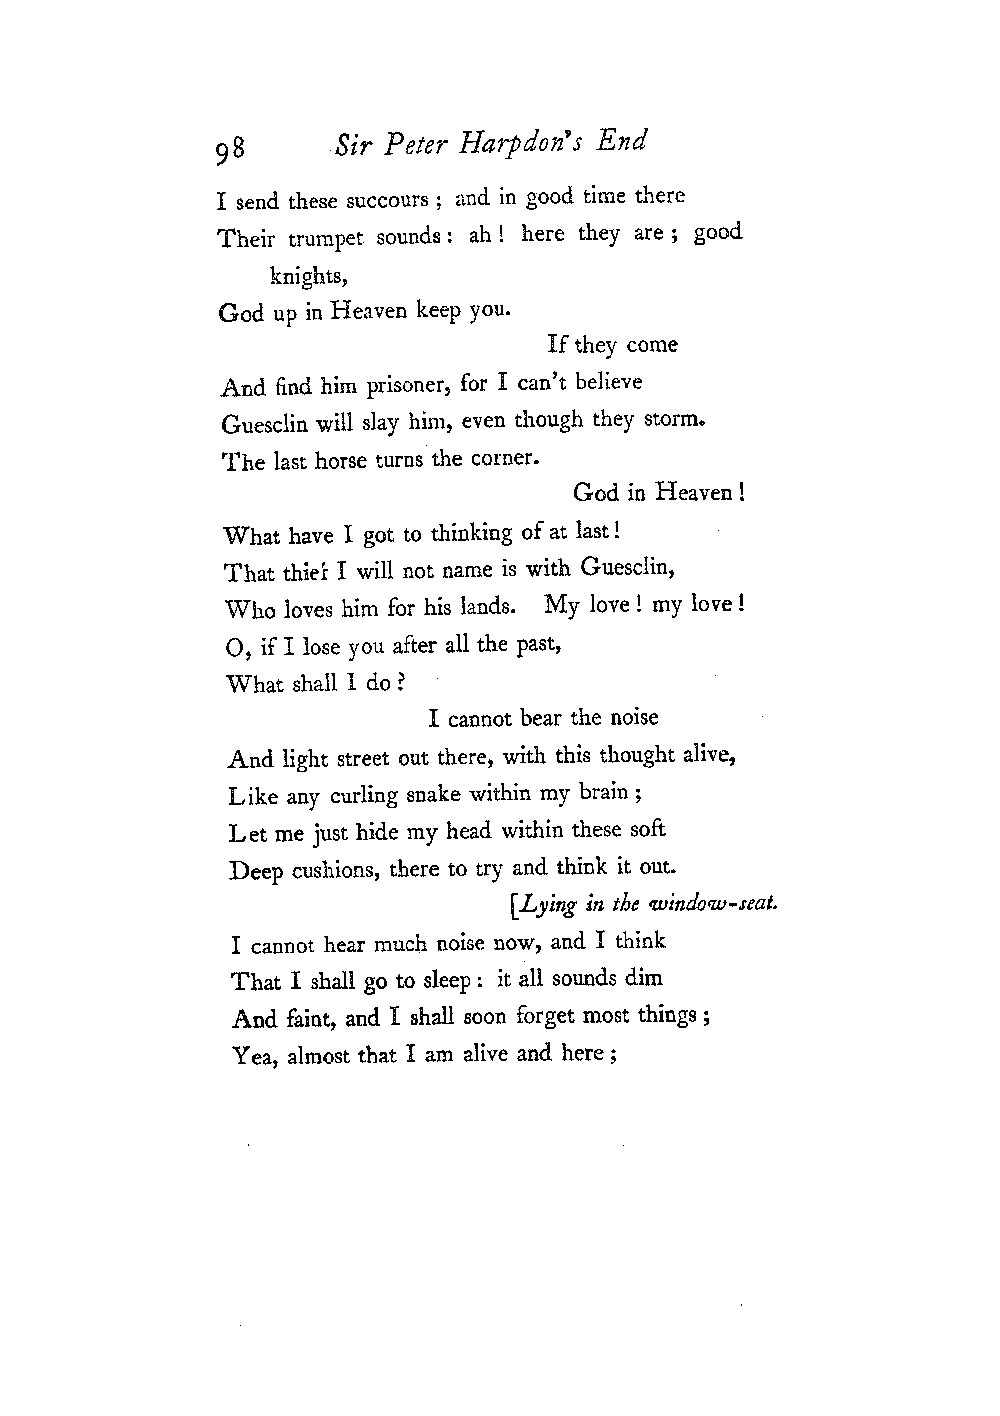 98 Sir Peter Harpdon's End
I send these succours ; and in good time there
Their trumpet sounds : ah ! here they are ; good
knights,
God up in Heaven keep you.
If they come
And find him prisoner, for I can't believe
Guesclin will slay him, even though they storm.
The last horse turns the corner.
God in Heaven !
What have I got to thinking of at last !
That thief I will not name is with Guesclin,
Who loves him for his lands. My love ! my love !
O, if I lose you after all the past,
What shall I do ?
I cannot bear the noise
And light street out there, with this thought alive,
Like any curling snake within my brain ;
Let me just hide my head within these soft
Deep cushions, there to try and think it out.
[Lying in the window-seat.
I cannot hear much noise now, and I think
That I shall go to sleep : it all sounds dim
And faint, and I shall soon forget most things ;
Yea, almost that I am alive and here ;